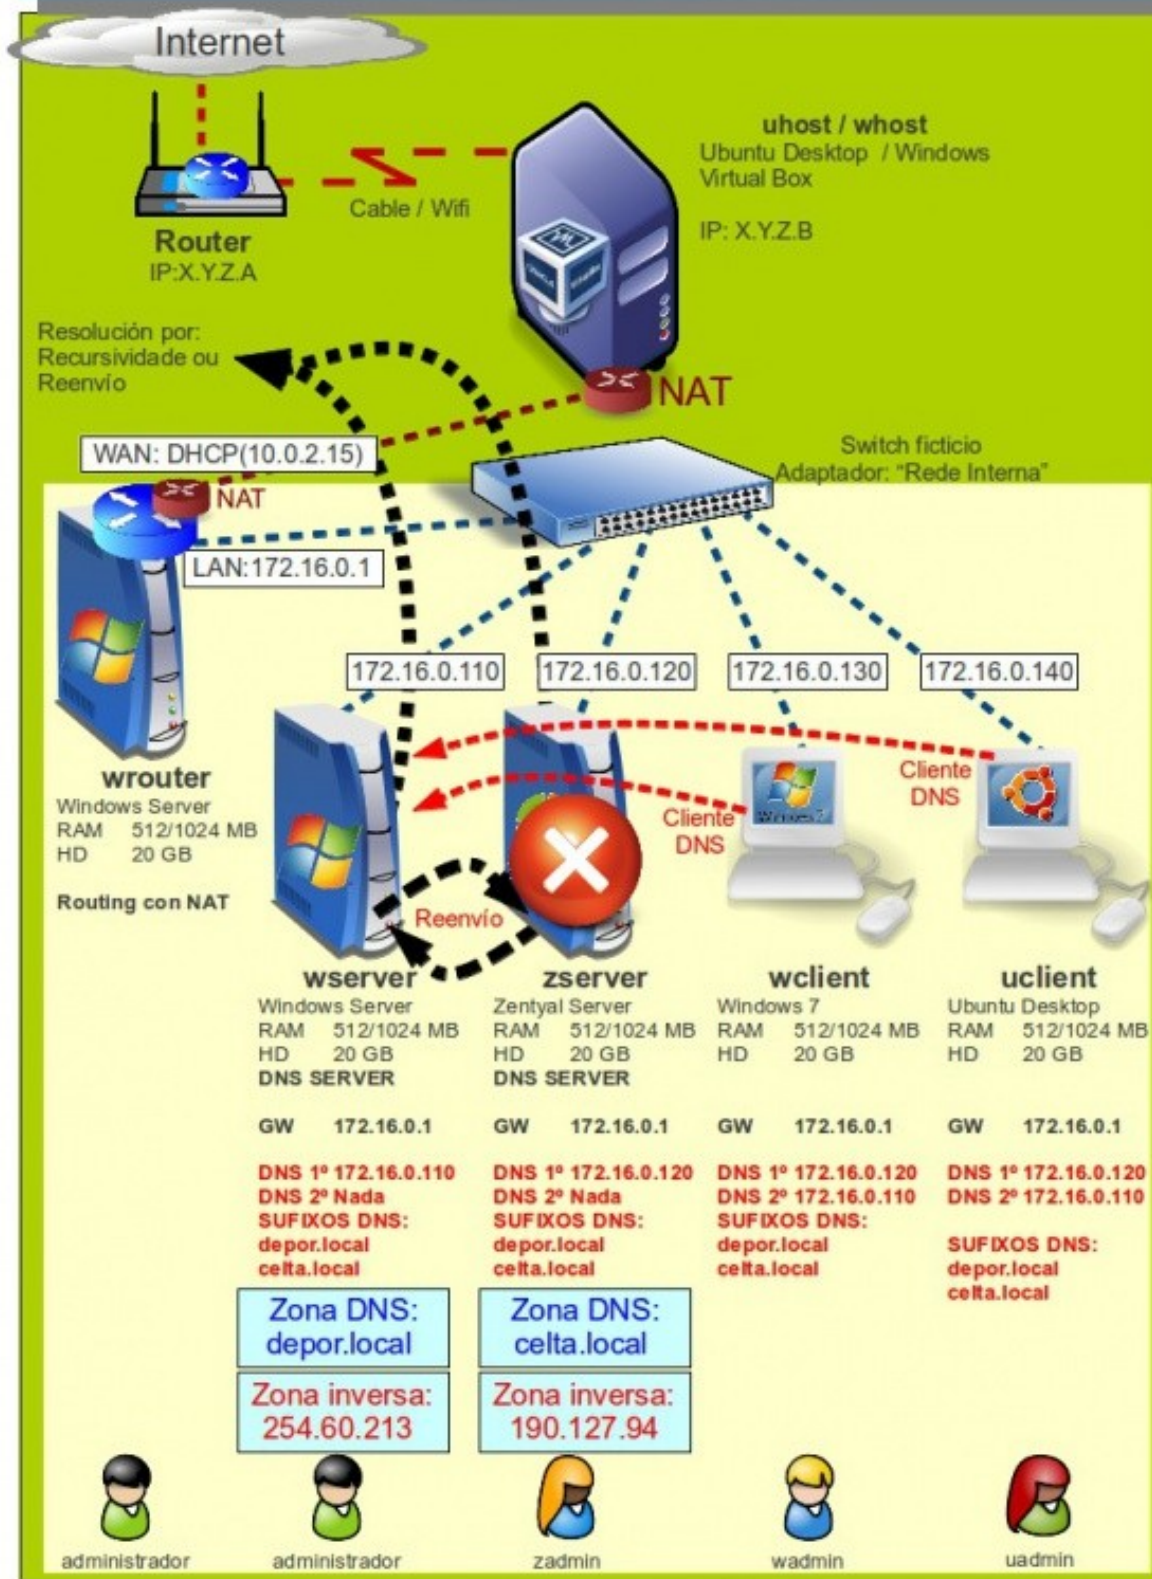 Internet
uhost / whost
Ubuntu Desktop / Windows
Virtual Box
IP: X.Y.Z.B
Cable / Wifi
Router
IP:X.Y.Z.A
Resolución por:
Recursividade ou
Reenvío
NAT
WAN: DHCP(10.0.2.15)
Switch ficticio
Adaptador: "Rede Interna"
NAT
LAN:172.16.0.1
172.16.0.110
172.16.0.120
172.16.0.130
172.16.0.140
Cliente
DNS
Cliente
DNS
Windows 7
Reenvío
wrouter
Windows Server
RAM 512/1024 MB
HD 20 GB
Routing con NAT
wserver
Windows Server
RAM 512/1024 MB
HD 20 GB
DNS SERVER
GW 172.16.0.1
DNS 1º 172.16.0.110
DNS 2º Nada
SUFIXOS DNS:
depor.local
celta.local
Zona DNS:
depor.local
Zona inversa:
254.60.213
zserver
Zentyal Server
RAM 512/1024 MB
HD 20 GB
DNS SERVER
GW 172.16.0.1
DNS 1º 172.16.0.120
DNS 2º Nada
SUFIXOS DNS:
depor.local
celta.local
Zona DNS:
celta.local
Zona inversa:
190.127.94
wclient
Windows 7
RAM 512/1024 MB
HD 20 GB
GW 172.16.0.1
DNS 1º 172.16.0.120
DNS 2º 172.16.0.110
SUFIXOS DNS:
depor.local
celta.local
uclient
Ubuntu Desktop
RAM 512/1024 MB
HD 20 GB
GW 172.16.0.1
DNS 1º 172.16.0.120
DNS 2º 172.16.0.110
SUFIXOS DNS:
depor.local
celta.local
administrador
administrador
zadmin
wadmin
uadmin